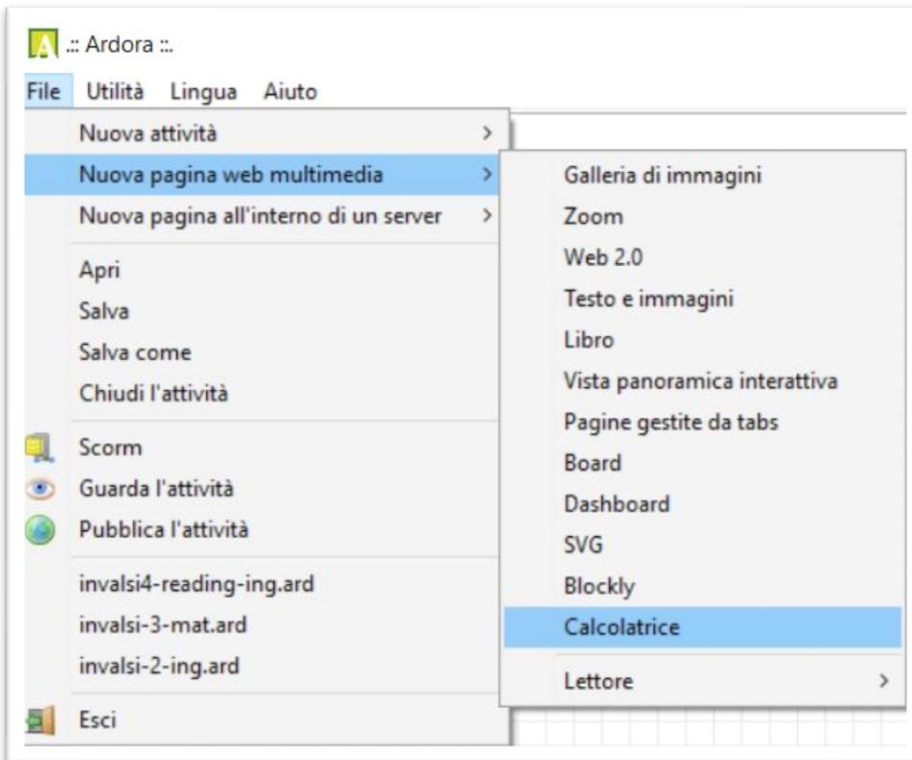 .:: Ardora ::.
File Utilità Lingua Aiuto
Nuova attività
Nuova pagina web multimedia
Nuova pagina all'interno di un server
Apri
Salva
Salva come
Chiudi l'attività
Scorm
Guarda l'attività
Pubblica l'attività
invalsi4-reading-ing.ard
invalsi-3-mat.ard
invalsi-2-ing.ard
Esci
Galleria di immagini
Zoom
Web 2.0
Testo e immagini
Libro
Vista panoramica interattiva
Pagine gestite da tabs
Board
Dashboard
SVG
Blockly
Calcolatrice
Lettore